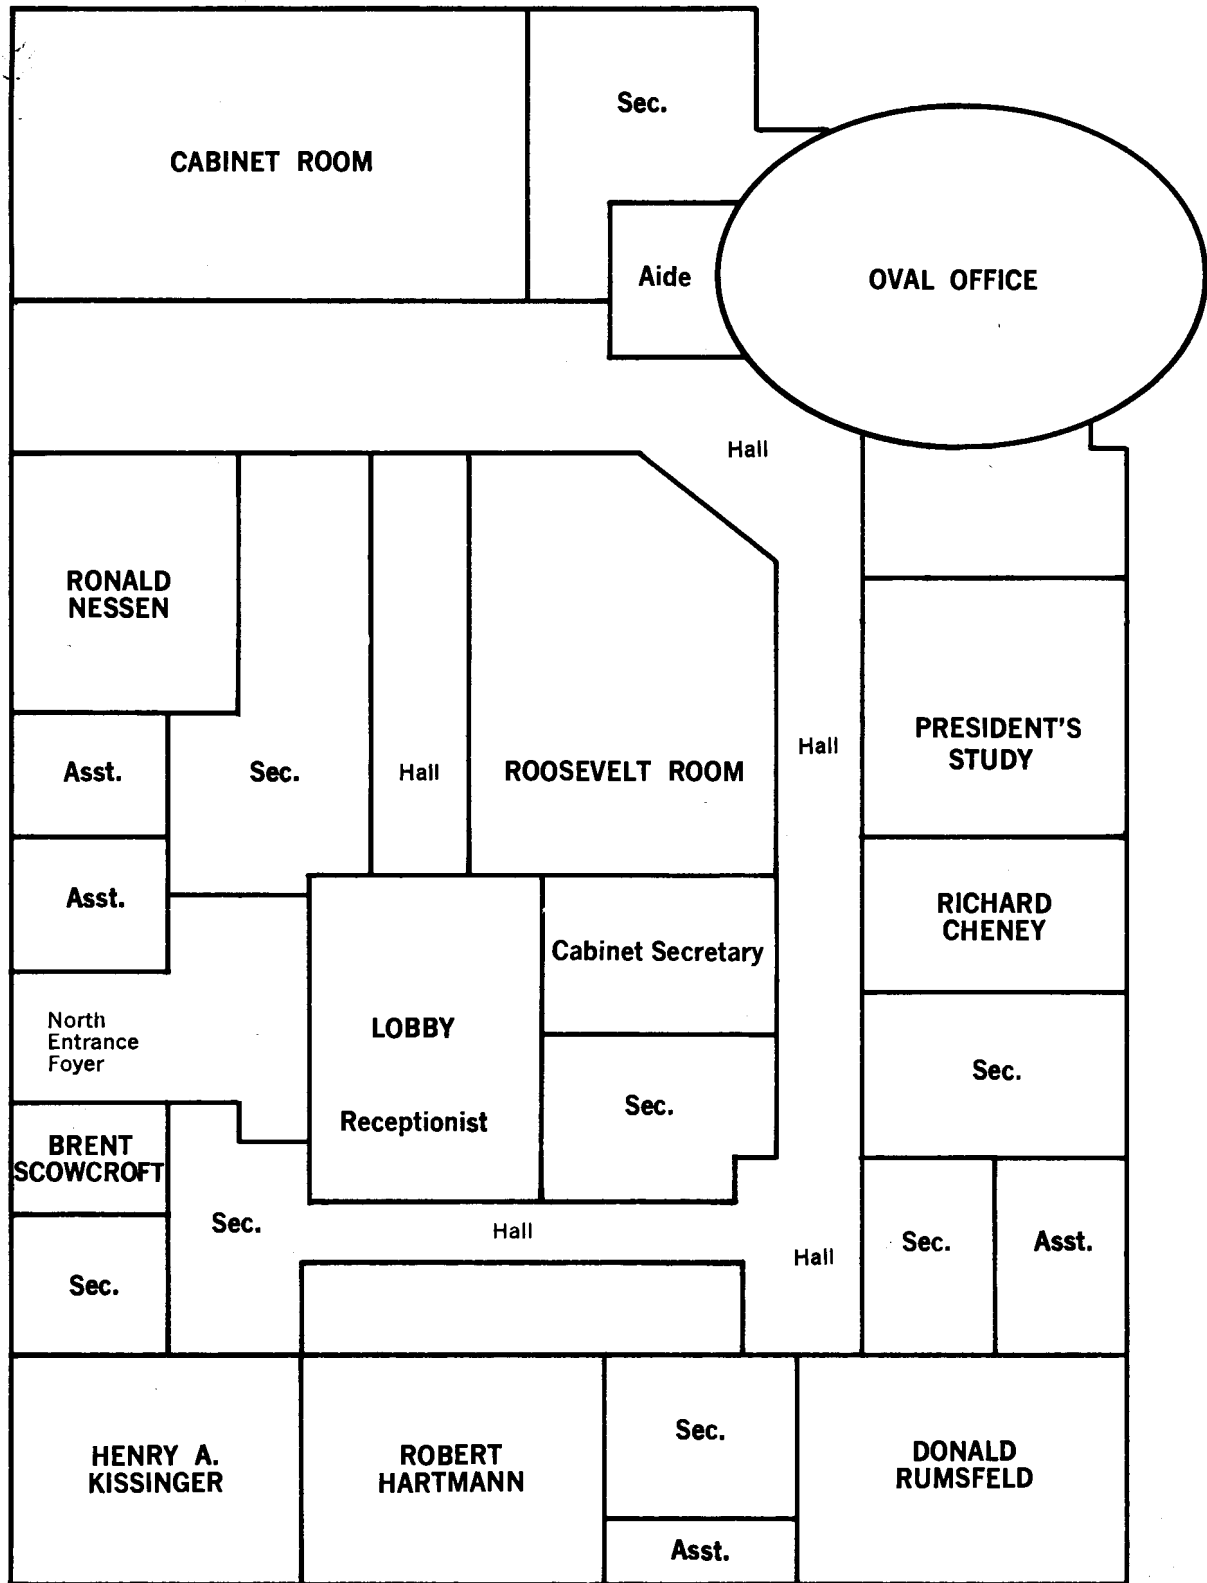 Sec.
CABINET ROOM
Aide
OVAL OFFICE
Hall
RONALD
NESSEN
Asst.
Sec.
Hall
ROOSEVELT ROOM
Hall
PRESIDENT'S
STUDY
Asst.
RICHARD
CHENEY
Cabinet Secretary
North
Entrance
Foyer
LOBBY
Receptionist
Sec.
Sec.
BRENT
SCOWCROFT
Sec.
Sec.
Hall
Hall
Sec.
Asst.
HENRY A.
KISSINGER
ROBERT
HARTMANN
Sec.
Asst.
DONALD
RUMSFELD